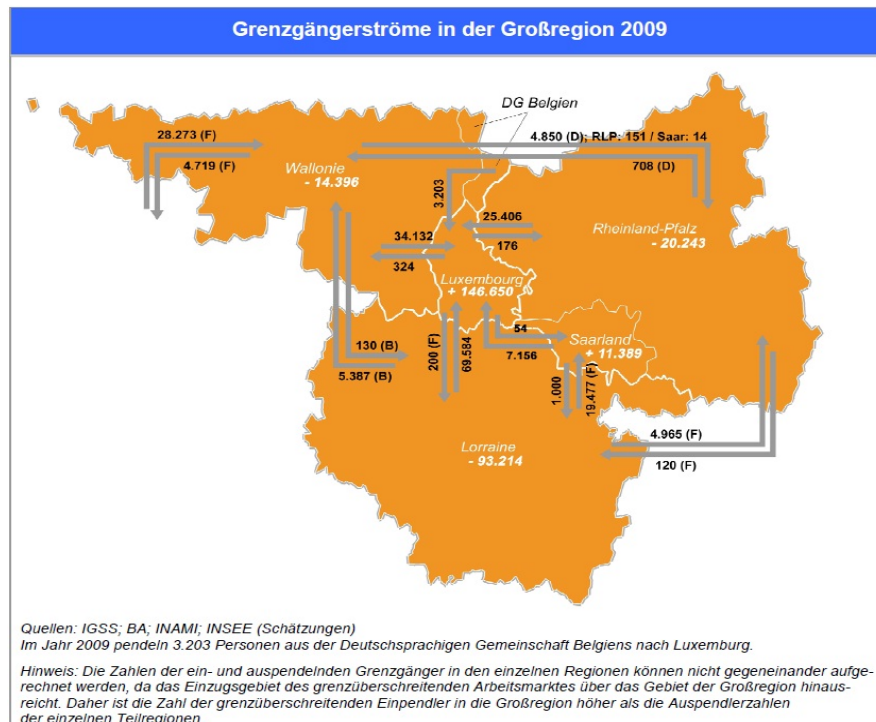 Grenzgängerströme in der Großregion 2009
DG Belgien
28.273 (F)
4.850 (D); RLP: 151 / Saar: 14
4.719 (F)
Wallonie
- 14.396
708 (D)
3.203
25.406
34.132
176
Rheinland-Pfalz
- 20.243
324
Luxembourg
+ 146.650
54
Saarland
+ 11.389
130 (B)
200 (F)
69.584
7.156
5.387 (B)
1.000
19.477 (F)
4.965 (F)
Lorraine
- 93.214
120 (F)
Quellen: IGSS; BA; INAMI; INSEE (Schätzungen)
Im Jahr 2009 pendeln 3.203 Personen aus der Deutschsprachigen Gemeinschaft Belgiens nach Luxemburg.
Hinweis: Die Zahlen der ein- und auspendelnden Grenzgänger in den einzelnen Regionen können nicht gegeneinander aufge-
rechnet werden, da das Einzugsgebiet des grenzüberschreitenden Arbeitsmarktes über das Gebiet der Großregion hinaus-
reicht. Daher ist die Zahl der grenzüberschreitenden Einpendler in die Großregion höher als die Auspendlerzahlen
der einzelnen Teilregionen